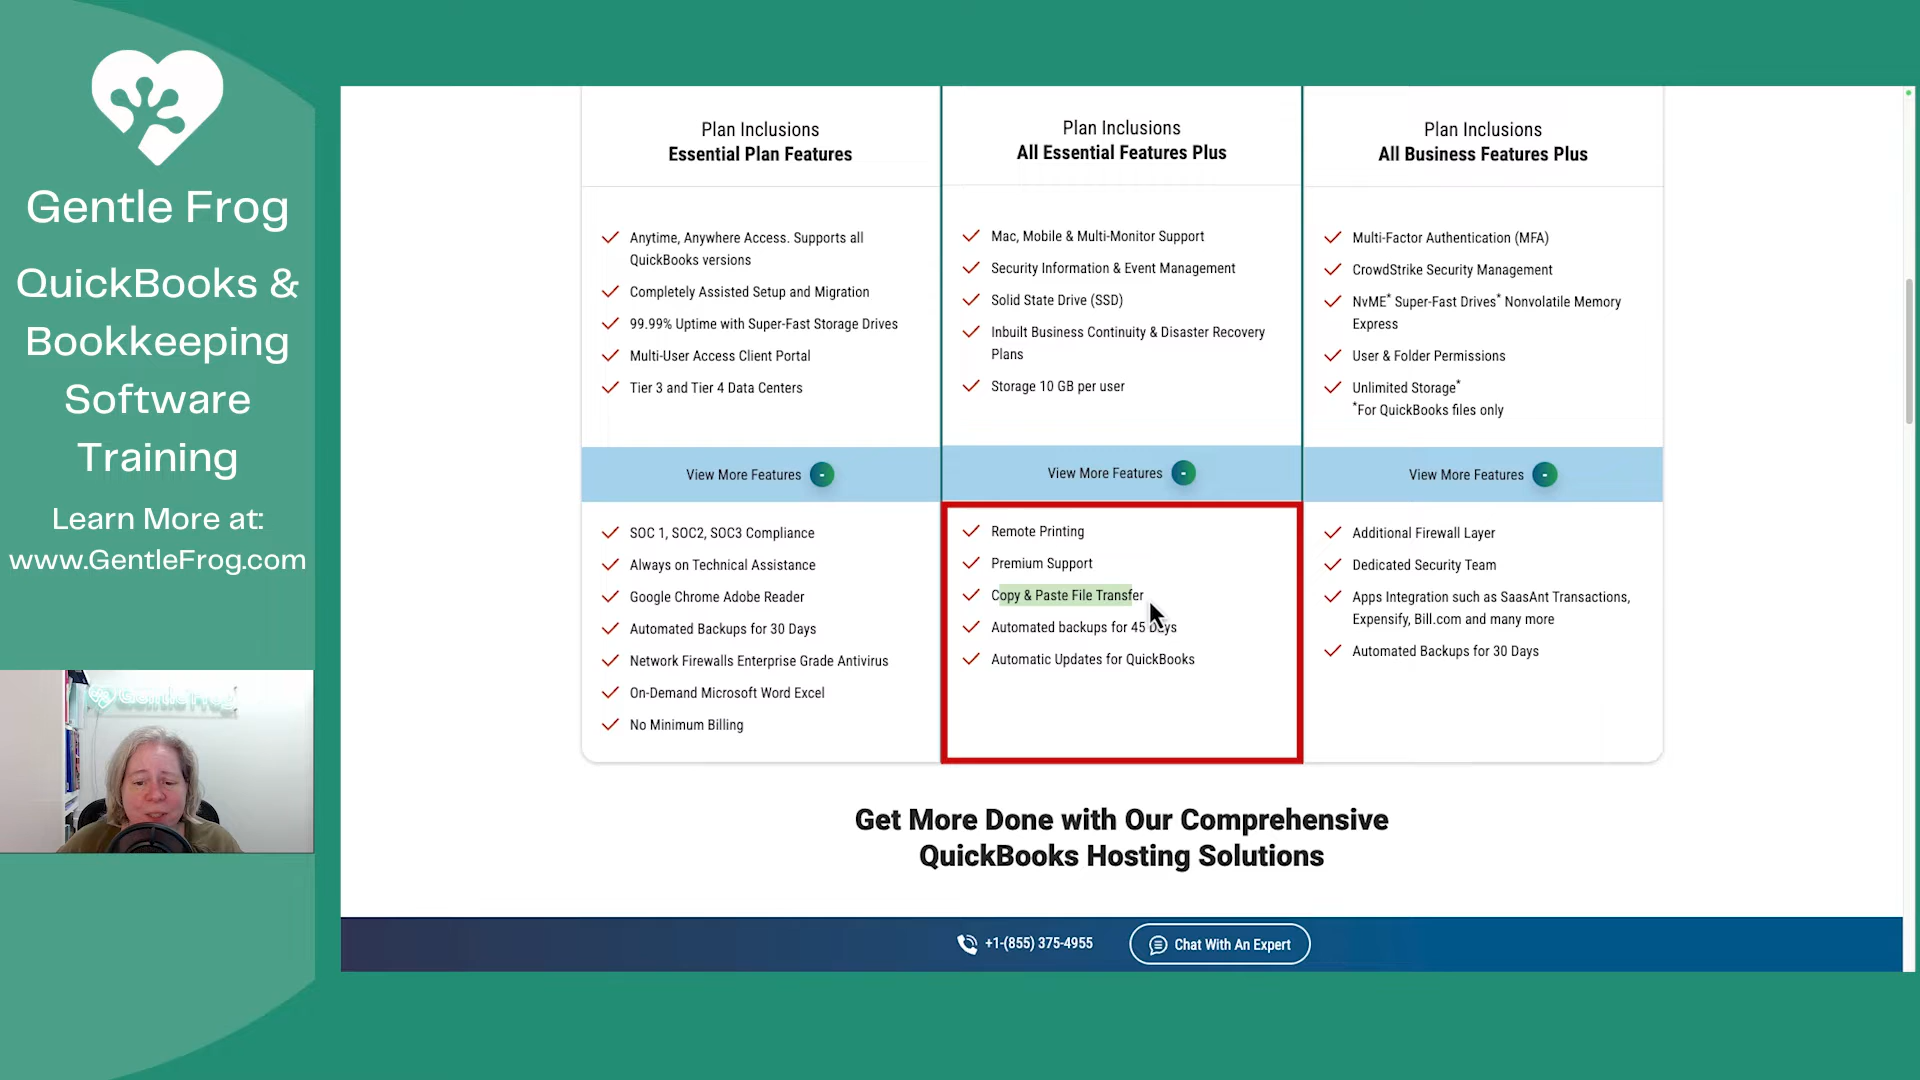 Gentle Frog
QuickBooks &
Bookkeeping
Software
Training
Learn More at:
www.GentleFrog.com
Plan Inclusions
Essential Plan Features
Anytime, Anywhere Access. Supports all
QuickBooks versions
Completely Assisted Setup and Migration
99.99% Uptime with Super-Fast Storage Drives
Multi-User Access Client Portal
Tier 3 and Tier 4 Data Centers
View More Features
SOC 1, SOC2, SOC3 Compliance
Always on Technical Assistance
Google Chrome Adobe Reader
Automated Backups for 30 Days
Network Firewalls Enterprise Grade Antivirus
On-Demand Microsoft Word Excel
No Minimum Billing
Plan Inclusions
All Essential Features Plus
Mac, Mobile & Multi-Monitor Support
Security Information & Event Management
Solid State Drive (SSD)
Inbuilt Business Continuity & Disaster Recovery
Plans
Storage 10 GB per user
View More Features
Remote Printing
Premium Support
Copy & Paste File Transfer
Automated backups for 45 Days
Automatic Updates for QuickBooks
Plan Inclusions
All Business Features Plus
Multi-Factor Authentication (MFA)
CrowdStrike Security Management
NvME* Super-Fast Drives* Nonvolatile Memory
Express
User & Folder Permissions
Unlimited Storage*
*For QuickBooks files only
View More Features
Additional Firewall Layer
Dedicated Security Team
Apps Integration such as SaasAnt Transactions,
Expensify, Bill.com and many more
Automated Backups for 30 Days
Get More Done with Our Comprehensive
QuickBooks Hosting Solutions
+1-(855) 375-4955
Chat With An Expert
Gentle Frog